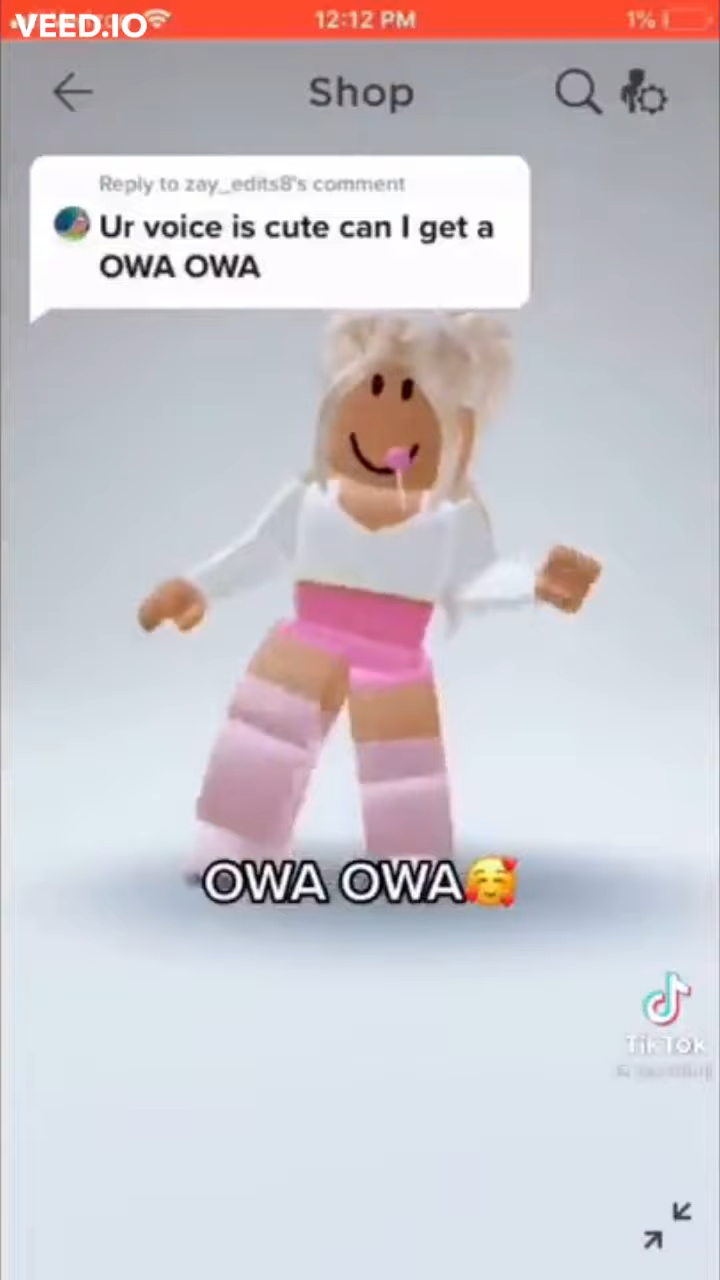 VEED.IO
12:12 PM
1%
Shop
Reply to zay_edits8's comment
Ur voice is cute can I get a
OWA OWA
OWA OWA🥰
TikTok